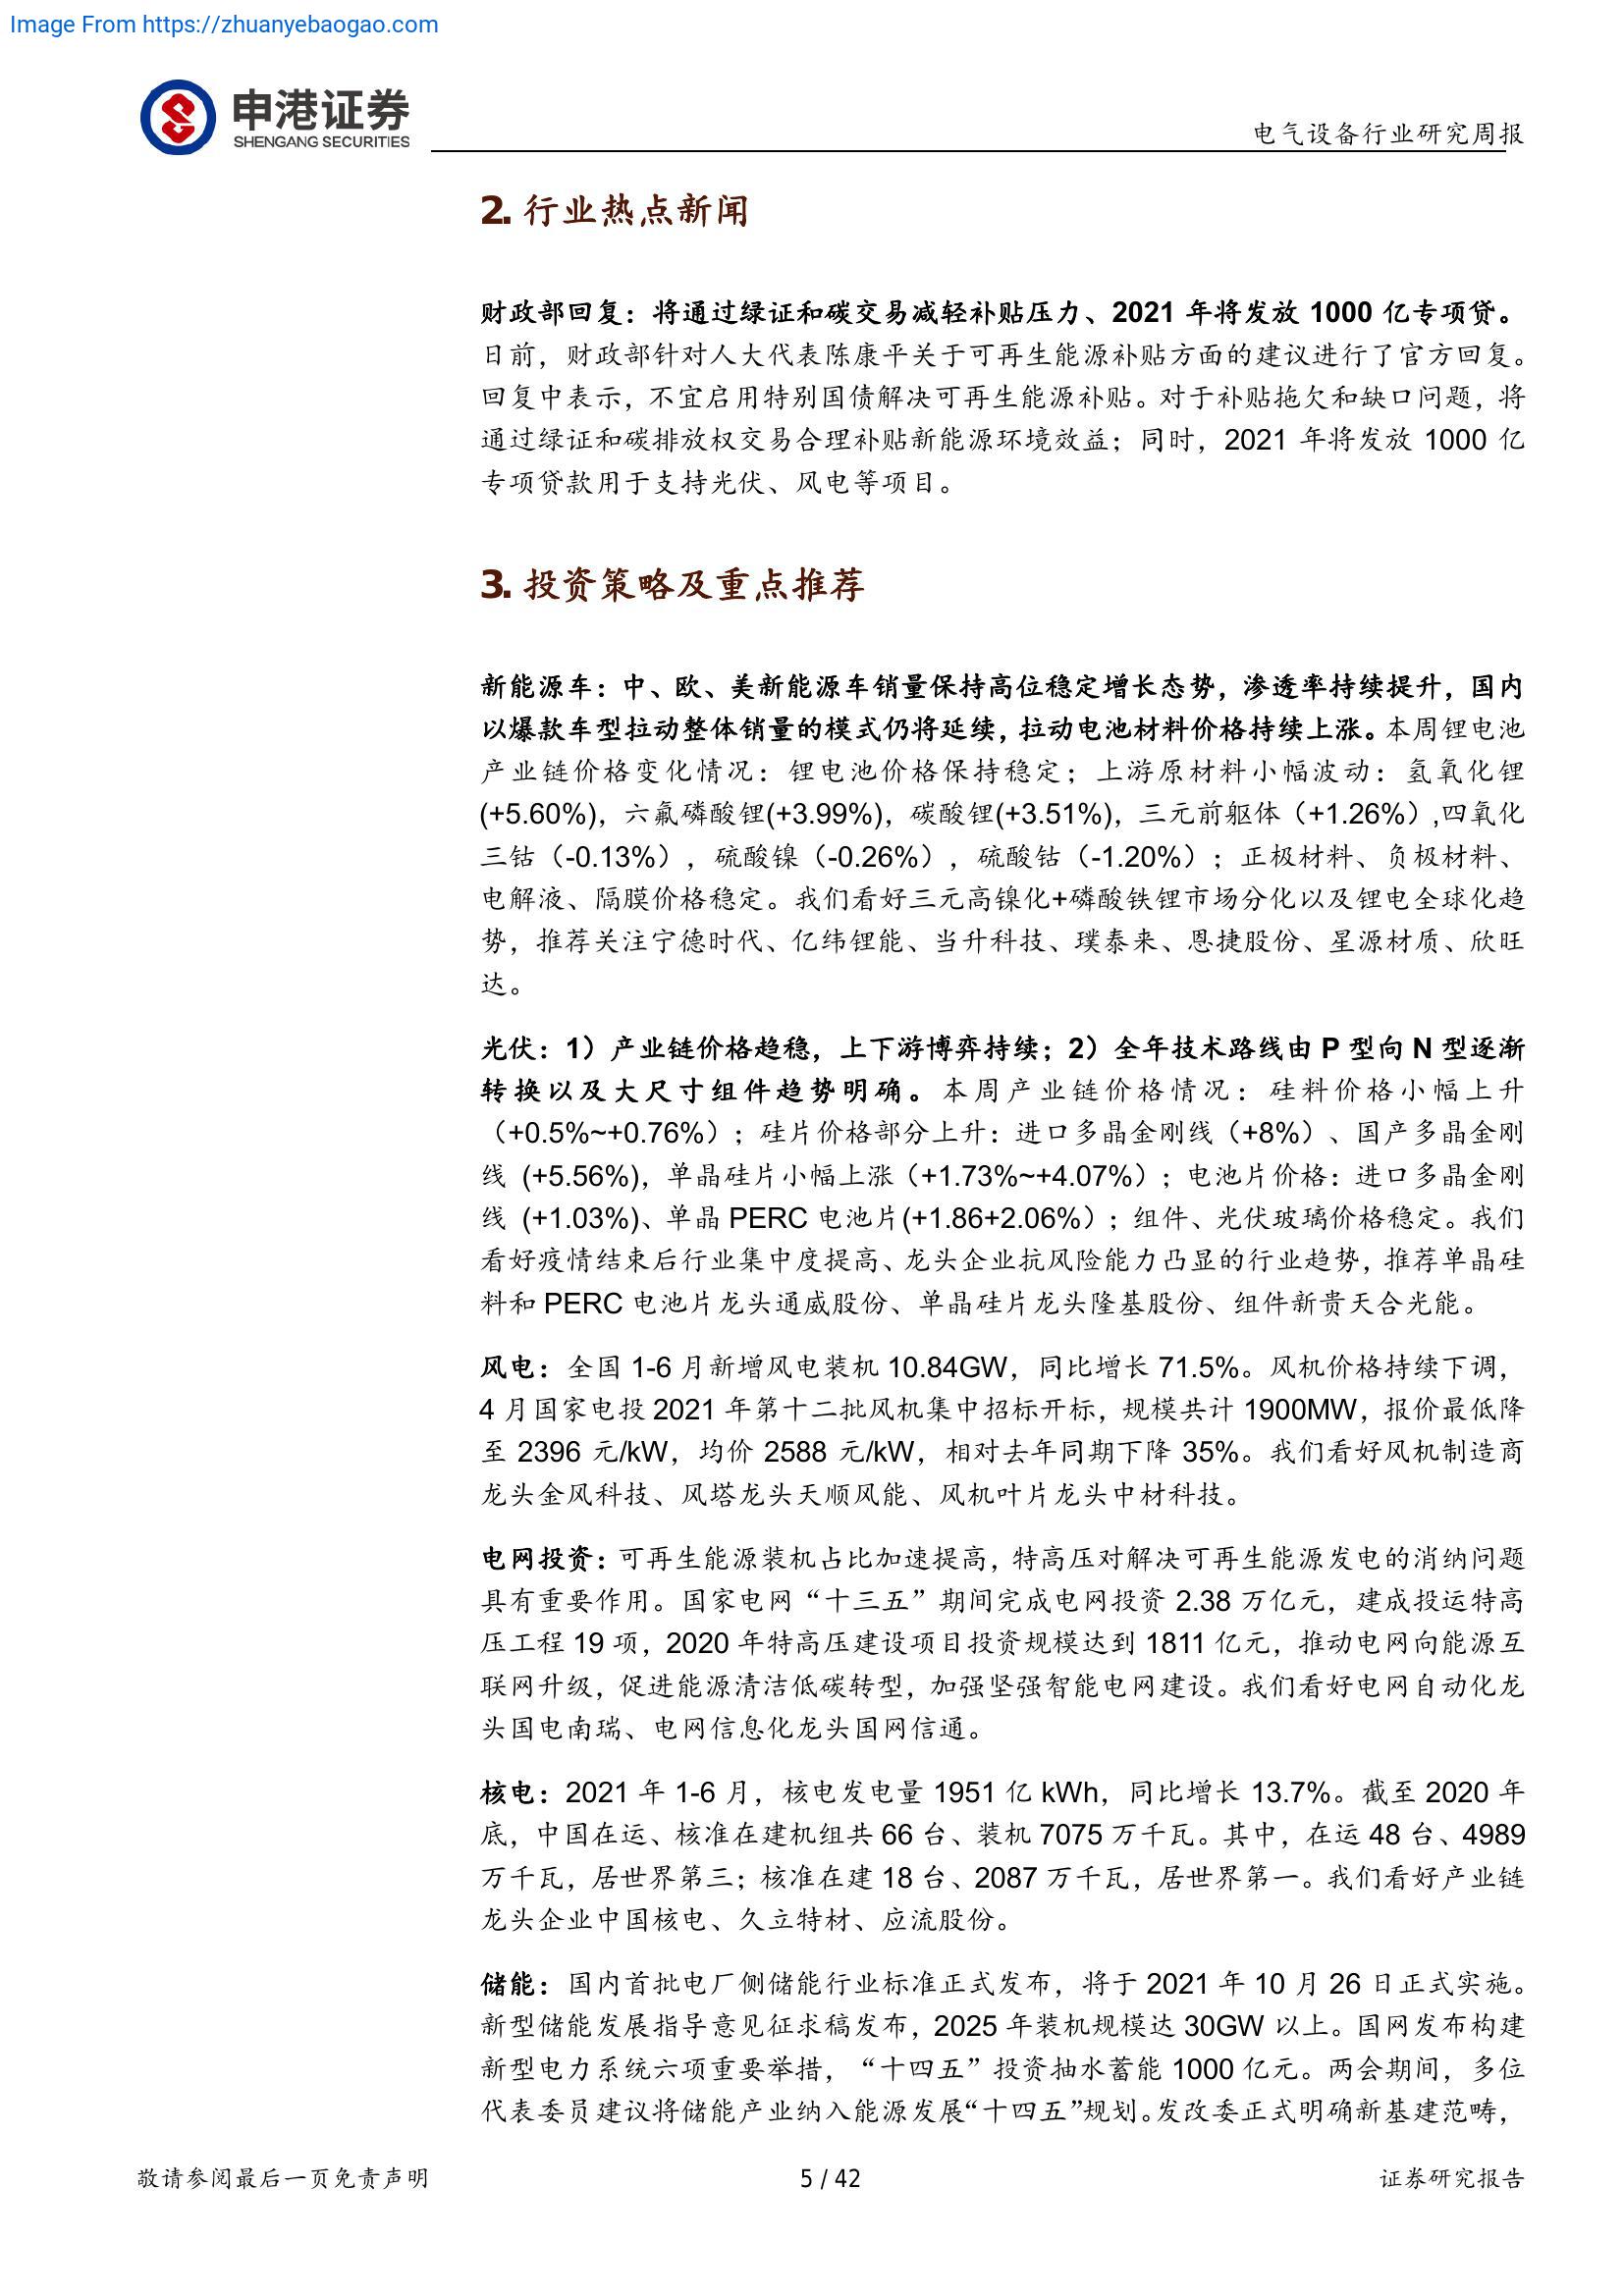 Image From https://zhuanyebaogao.com
申港证券
SHENGANG SECURITIES
电气设备行业研究周报
2. 行业热点新闻
财政部回复：将通过绿证和碳交易减轻补贴压力、2021 年将发放 1000 亿专项贷。
日前，财政部针对人大代表陈康平关于可再生能源补贴方面的建议进行了官方回复。
回复中表示，不宜启用特别国债解决可再生能源补贴。对于补贴拖欠和缺口问题，将
通过绿证和碳排放权交易合理补贴新能源环境效益；同时，2021 年将发放 1000 亿
专项贷款用于支持光伏、风电等项目。
3. 投资策略及重点推荐
新能源车：中、欧、美新能源车销量保持高位稳定增长态势，渗透率持续提升，国内
以爆款车型拉动整体销量的模式仍将延续，拉动电池材料价格持续上涨。本周锂电池
产业链价格变化情况：锂电池价格保持稳定；上游原材料小幅波动：氢氧化锂
(+5.60%)，六氟磷酸锂(+3.99%)，碳酸锂(+3.51%)，三元前躯体（+1.26%）,四氧化
三钴（-0.13%），硫酸镍（-0.26%），硫酸钴（-1.20%）；正极材料、负极材料、
电解液、隔膜价格稳定。我们看好三元高镍化+磷酸铁锂市场分化以及锂电全球化趋
势，推荐关注宁德时代、亿纬锂能、当升科技、璞泰来、恩捷股份、星源材质、欣旺
达。
光伏：1）产业链价格趋稳，上下游博弈持续；2）全年技术路线由 P 型向 N 型逐渐
转换以及大尺寸组件趋势明确。本周产业链价格情况：硅料价格小幅上升
（+0.5%~+0.76%）；硅片价格部分上升：进口多晶金刚线（+8%）、国产多晶金刚
线 (+5.56%)，单晶硅片小幅上涨（+1.73%~+4.07%）；电池片价格：进口多晶金刚
线 (+1.03%)、单晶 PERC 电池片(+1.86+2.06%）；组件、光伏玻璃价格稳定。我们
看好疫情结束后行业集中度提高、龙头企业抗风险能力凸显的行业趋势，推荐单晶硅
料和 PERC 电池片龙头通威股份、单晶硅片龙头隆基股份、组件新贵天合光能。
风电：全国 1-6 月新增风电装机 10.84GW，同比增长 71.5%。风机价格持续下调，
4 月国家电投 2021 年第十二批风机集中招标开标，规模共计 1900MW，报价最低降
至 2396 元/kW，均价 2588 元/kW，相对去年同期下降 35%。我们看好风机制造商
龙头金风科技、风塔龙头天顺风能、风机叶片龙头中材科技。
电网投资：可再生能源装机占比加速提高，特高压对解决可再生能源发电的消纳问题
具有重要作用。国家电网“十三五”期间完成电网投资 2.38 万亿元，建成投运特高
压工程 19 项，2020 年特高压建设项目投资规模达到 1811 亿元，推动电网向能源互
联网升级，促进能源清洁低碳转型，加强坚强智能电网建设。我们看好电网自动化龙
头国电南瑞、电网信息化龙头国网信通。
核电：2021 年 1-6 月，核电发电量 1951 亿 kWh，同比增长 13.7%。截至 2020 年
底，中国在运、核准在建机组共 66 台、装机 7075 万千瓦。其中，在运 48 台、4989
万千瓦，居世界第三；核准在建 18 台、2087 万千瓦，居世界第一。我们看好产业链
龙头企业中国核电、久立特材、应流股份。
储能：国内首批电厂侧储能行业标准正式发布，将于 2021 年 10 月 26 日正式实施。
新型储能发展指导意见征求稿发布，2025 年装机规模达 30GW 以上。国网发布构建
新型电力系统六项重要举措，“十四五”投资抽水蓄能 1000 亿元。两会期间，多位
代表委员建议将储能产业纳入能源发展“十四五”规划。发改委正式明确新基建范畴，
敬请参阅最后一页免责声明
5 / 42
证券研究报告